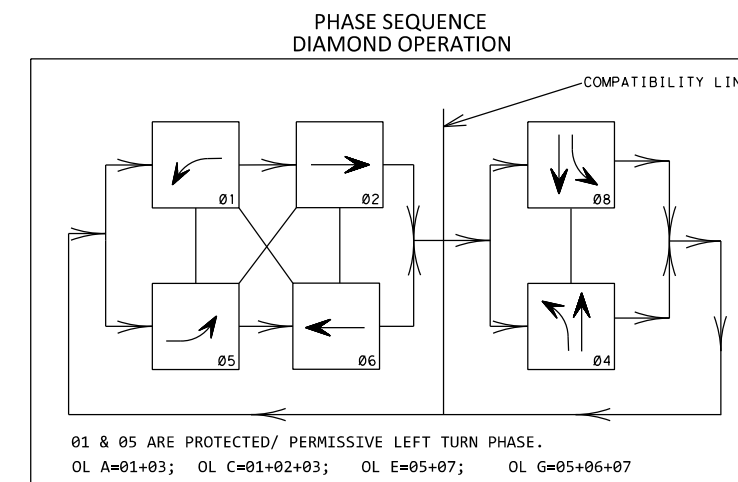 PHASE SEQUENCE
DIAMOND OPERATION
COMPATIBILITY LIN
Ø1
Ø2
Ø8
Ø5
Ø6
Ø4
Ø1 & Ø5 ARE PROTECTED/ PERMISSIVE LEFT TURN PHASE.
OL A=Ø1+Ø3; OL C=Ø1+Ø2+Ø3; OL E=Ø5+Ø7; OL G=Ø5+Ø6+Ø7